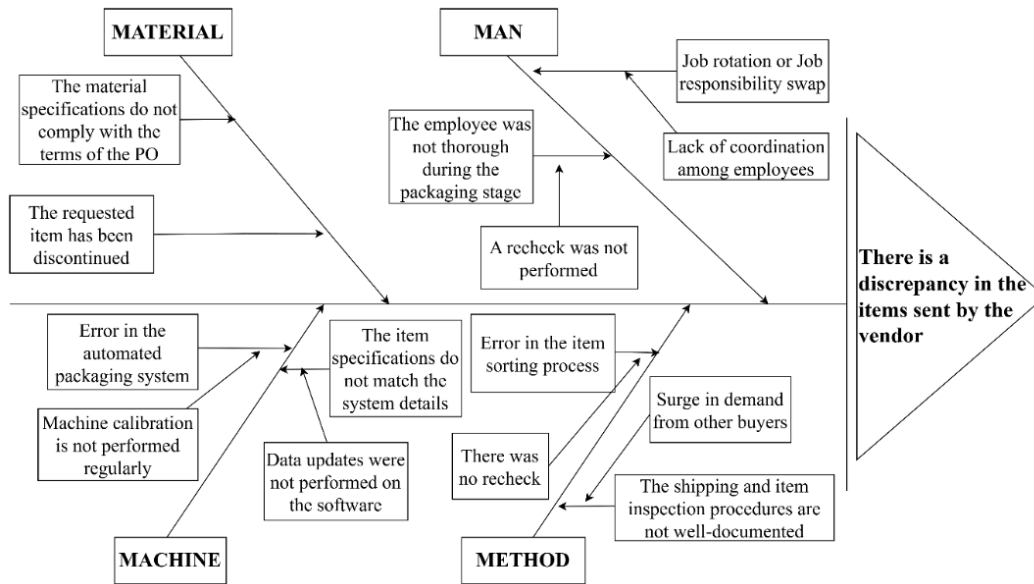 MATERIAL
MAN
The material
specifications do not
comply with the
terms of the PO
Job rotation or Job
responsibility swap
The employee was
not thorough
during the
packaging stage
Lack of coordination
among employees
The requested
item has been
discontinued
A recheck was not
performed
There is a
discrepancy in the
items sent by the
vendor
Error in the
automated
packaging system
The item
specifications do
not match the
system details
Error in the item
sorting process
Surge in demand
from other buyers
Machine calibration
is not performed
regularly
Data updates were
not performed on
the software
There was
no recheck
The shipping and item
inspection procedures are
not well-documented
MACHINE
METHOD